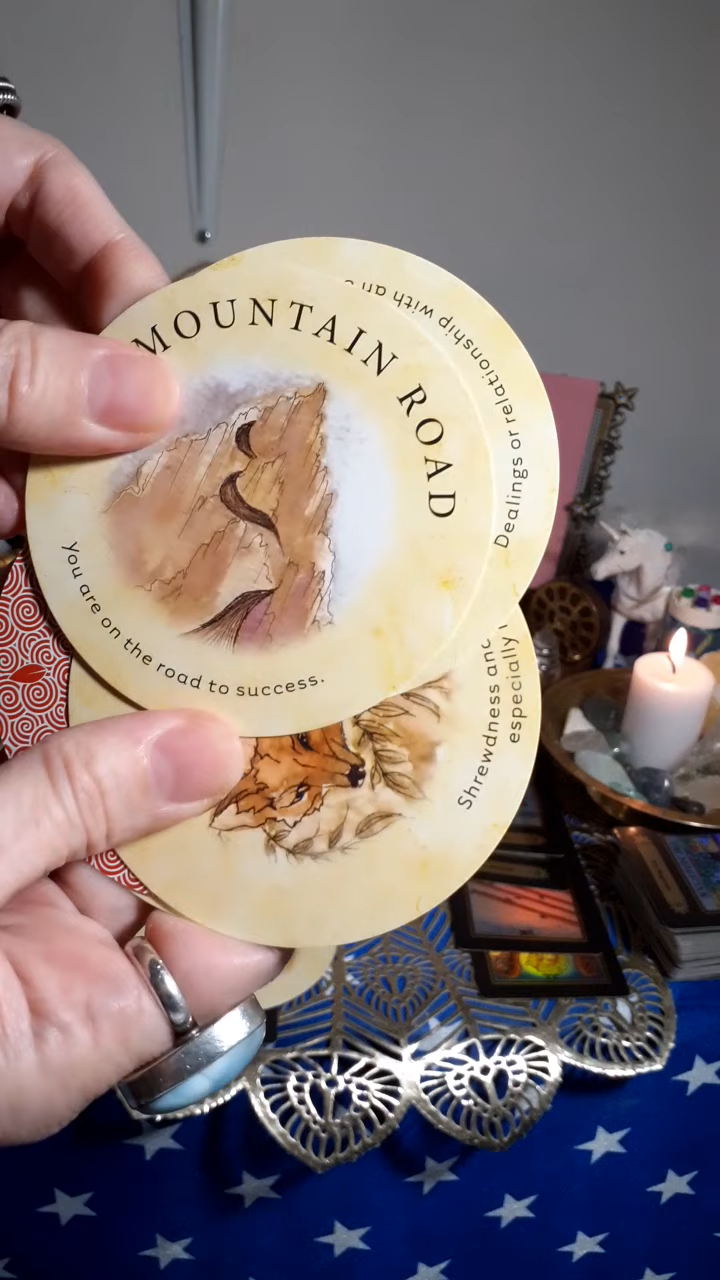 MOUNTAIN ROAD
You are on the road to success.
Dealings or relationship with an
Shrewdness and
especially